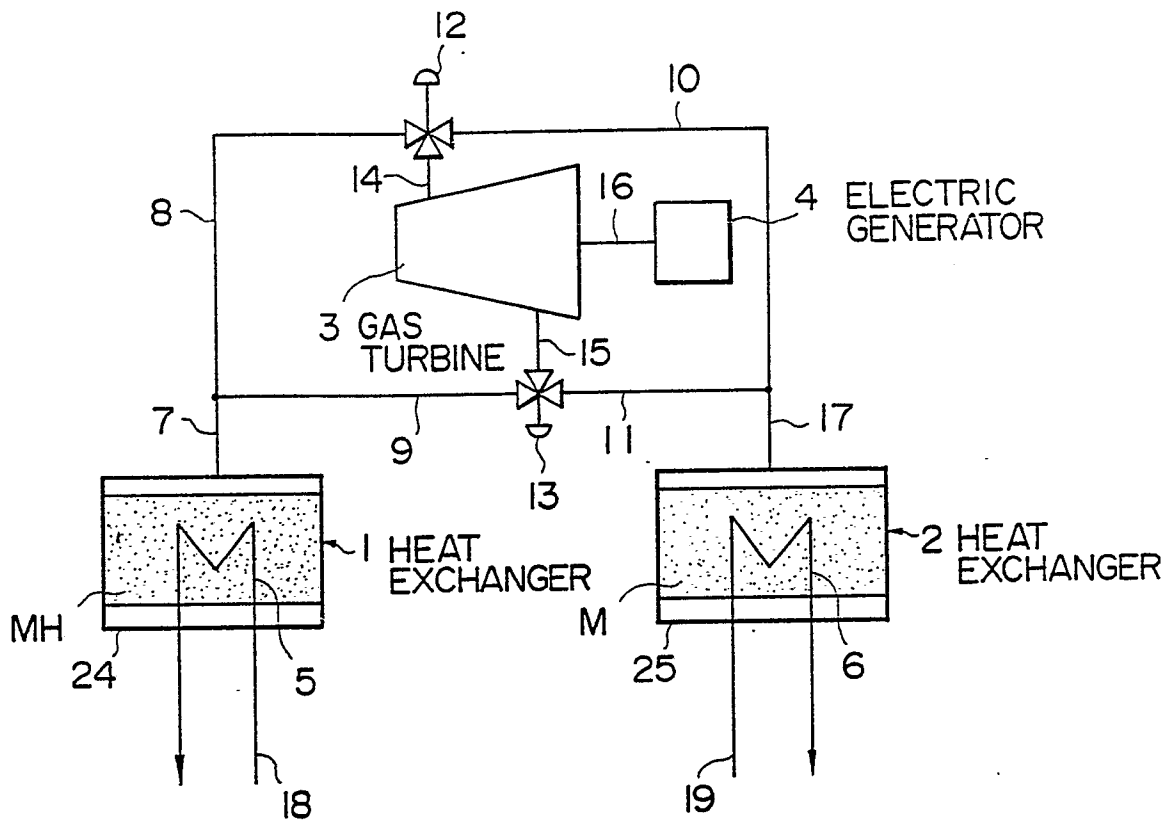 12
10
14
16
4 ELECTRIC
GENERATOR
8
3 GAS
TURBINE
15
7
9
11
17
13
1 HEAT
EXCHANGER
2 HEAT
EXCHANGER
MH
M
24
5
25
6
18
19